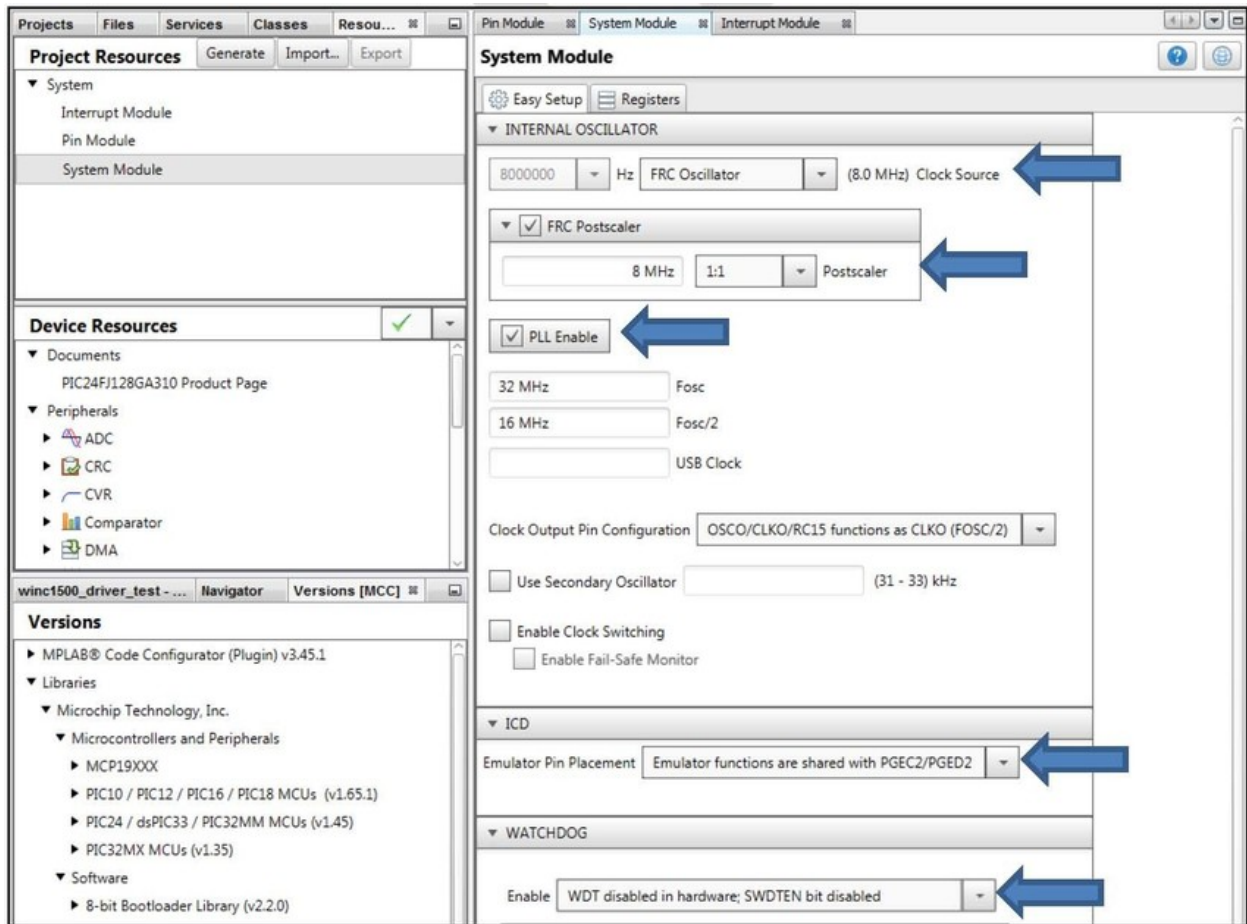 Projects Files Services Classes Resou...
Project Resources Generate Import... Export
System
Interrupt Module
Pin Module
System Module
Device Resources
Documents
PIC24FJ128GA310 Product Page
Peripherals
ADC
CRC
CVR
Comparator
DMA
winc1500_driver_test - ... Navigator Versions [MCC]
Versions
MPLAB® Code Configurator (Plugin) v3.45.1
Libraries
Microchip Technology, Inc.
Microcontrollers and Peripherals
MCP19XXX
PIC10 / PIC12 / PIC16 / PIC18 MCUs (v1.65.1)
PIC24 / dsPIC33 / PIC32MM MCUs (v1.45)
PIC32MX MCUs (v1.35)
Software
8-bit Bootloader Library (v2.2.0)
Pin Module System Module Interrupt Module
System Module
Easy Setup Registers
INTERNAL OSCILLATOR
8000000 Hz FRC Oscillator (8.0 MHz) Clock Source
FRC Postscaler
8 MHz 1:1 Postscaler
PLL Enable
32 MHz Fosc
16 MHz Fosc/2
USB Clock
Clock Output Pin Configuration OSCO/CLKO/RC15 functions as CLKO (FOSC/2)
Use Secondary Oscillator (31 - 33) kHz
Enable Clock Switching
Enable Fail-Safe Monitor
ICD
Emulator Pin Placement Emulator functions are shared with PGEC2/PGED2
WATCHDOG
Enable WDT disabled in hardware; SWDTEN bit disabled